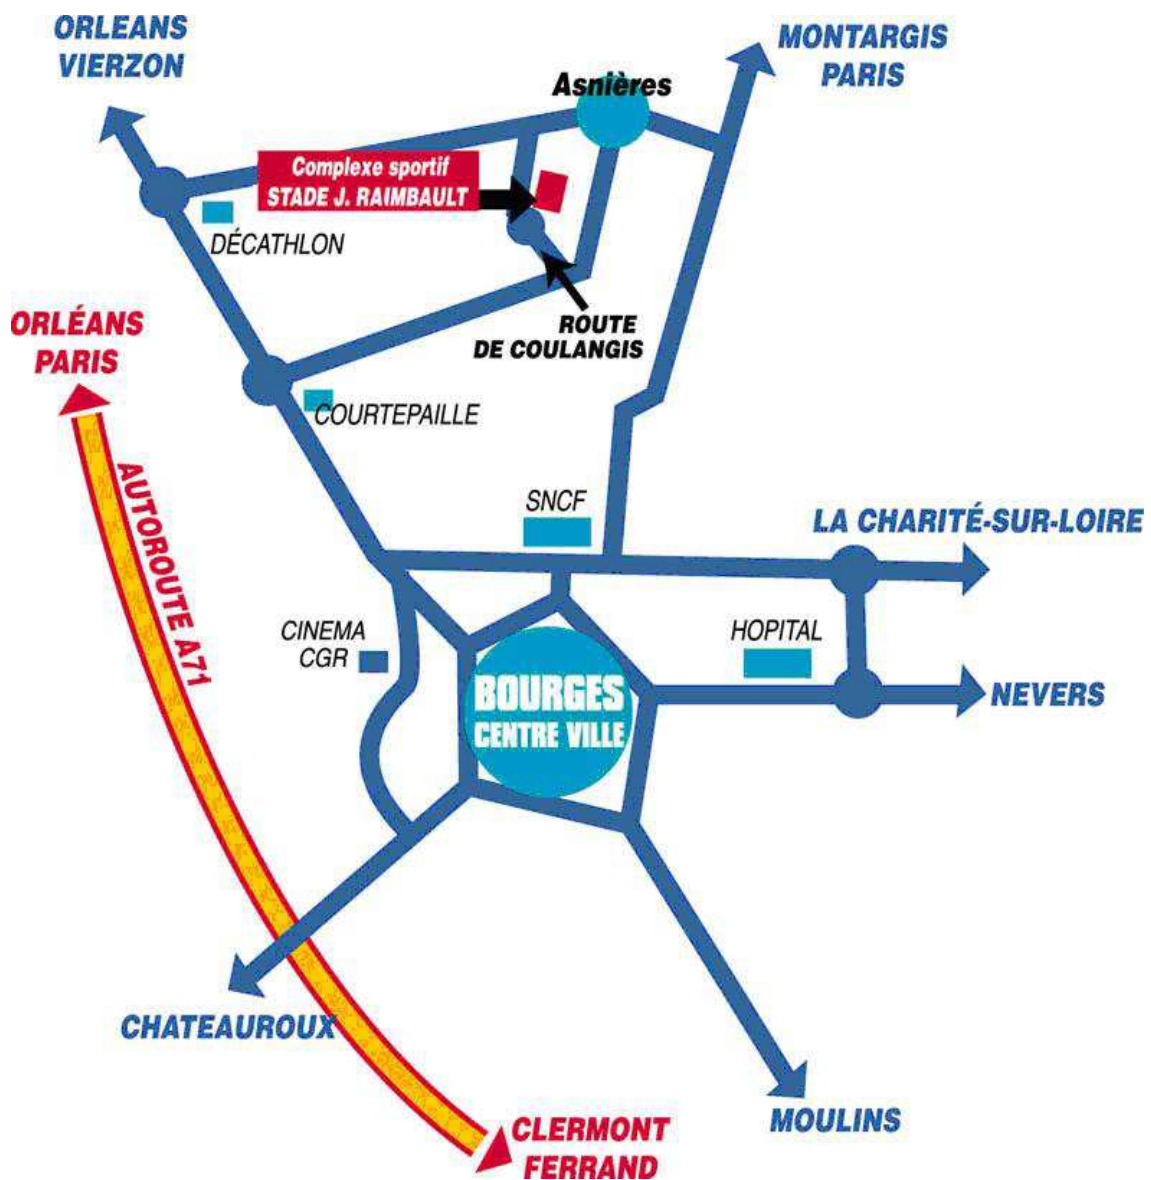 ORLEANS
VIERZON
MONTARGIS
PARIS
Asnières
Complexe sportif
STADE J. RAIMBAULT
DÉCATHLON
ROUTE
DE COULANGIS
ORLÉANS
PARIS
COURTEPAILLE
AUTOROUTE A71
SNCF
LA CHARITÉ-SUR-LOIRE
CINEMA
CGR
HOPITAL
BOURGES
CENTRE VILLE
NEVERS
CHATEAUROUX
MOULINS
CLERMONT
FERRAND